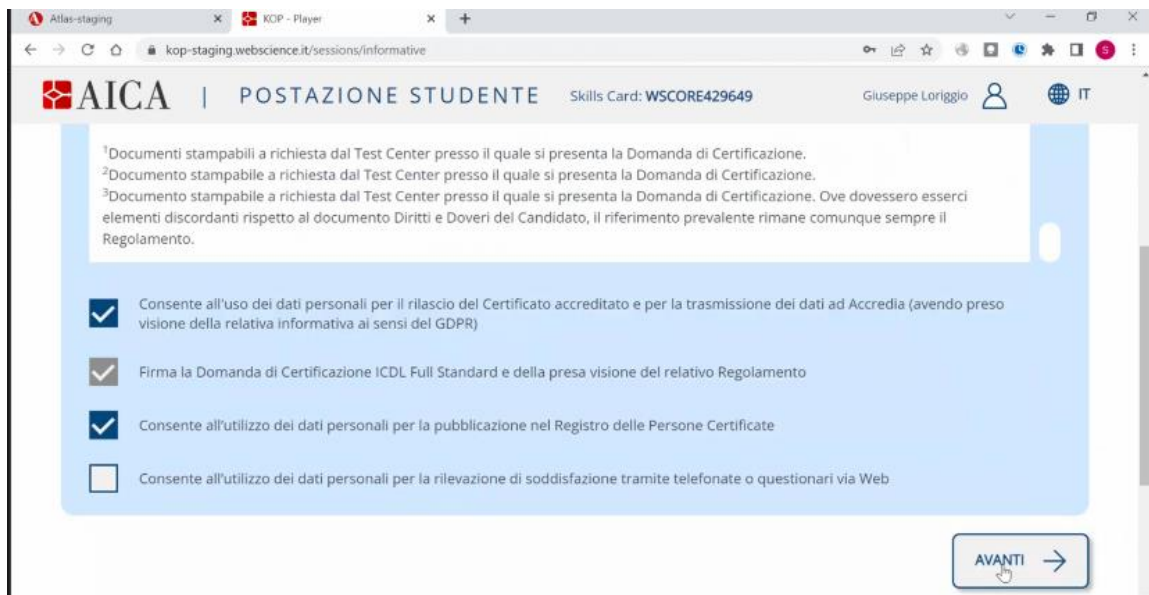 Atlas-staging
KOP - Player
kop-staging.webscience.it/sessions/informative
S
AICA | POSTAZIONE STUDENTE Skills Card: WSCORE429649 Giuseppe Loriggio IT
¹Documenti stampabili a richiesta dal Test Center presso il quale si presenta la Domanda di Certificazione.
²Documento stampabile a richiesta dal Test Center presso il quale si presenta la Domanda di Certificazione.
³Documento stampabile a richiesta dal Test Center presso il quale si presenta la Domanda di Certificazione. Ove dovessero esserci
elementi discordanti rispetto al documento Diritti e Doveri del Candidato, il riferimento prevalente rimane comunque sempre il
Regolamento.
Consente all'uso dei dati personali per il rilascio del Certificato accreditato e per la trasmissione dei dati ad Accredia (avendo preso
visione della relativa informativa ai sensi del GDPR)
Firma la Domanda di Certificazione ICDL Full Standard e della presa visione del relativo Regolamento
Consente all'utilizzo dei dati personali per la pubblicazione nel Registro delle Persone Certificate
Consente all'utilizzo dei dati personali per la rilevazione di soddisfazione tramite telefonate o questionari via Web
AVANTI